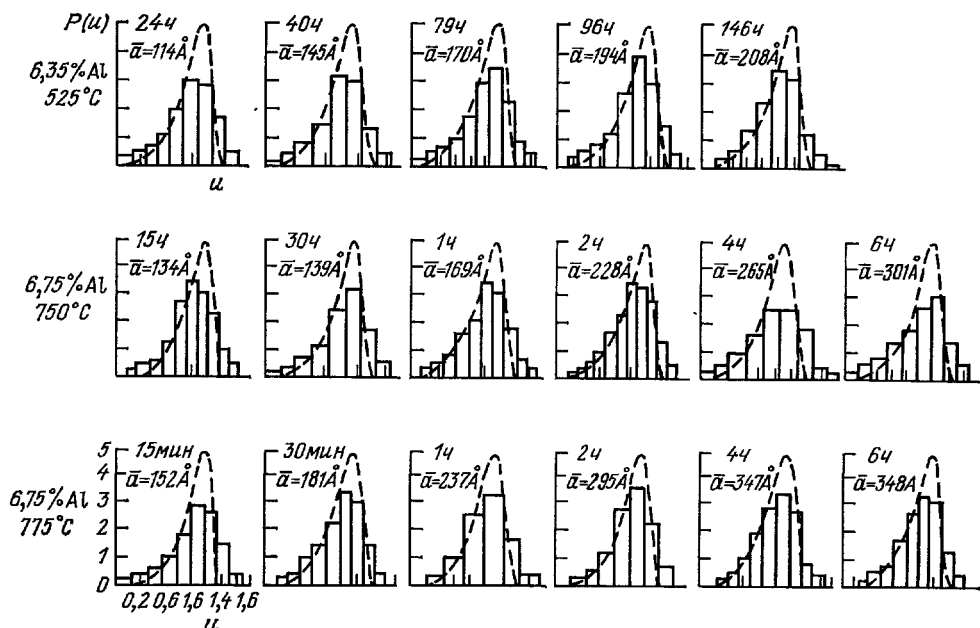 P(u) 24ч 40ч 79ч 96ч 146ч
ā=114Å ā=145Å ā=170Å ā=194Å ā=208Å
6,35%Al
525°C
u
15ч 30ч 1ч 2ч 4ч 6ч
ā=134Å ā=139Å ā=169Å ā=228Å ā=265Å ā=301Å
6,75%Al
750°C
5 15мин 30мин 1ч 2ч 4ч 6ч
4 ā=152Å ā=181Å ā=237Å ā=295Å ā=347Å ā=348Å
6,75%Al 3
775°C 2
1
0
0,2 0,6 1,6 1,4 1,6
u